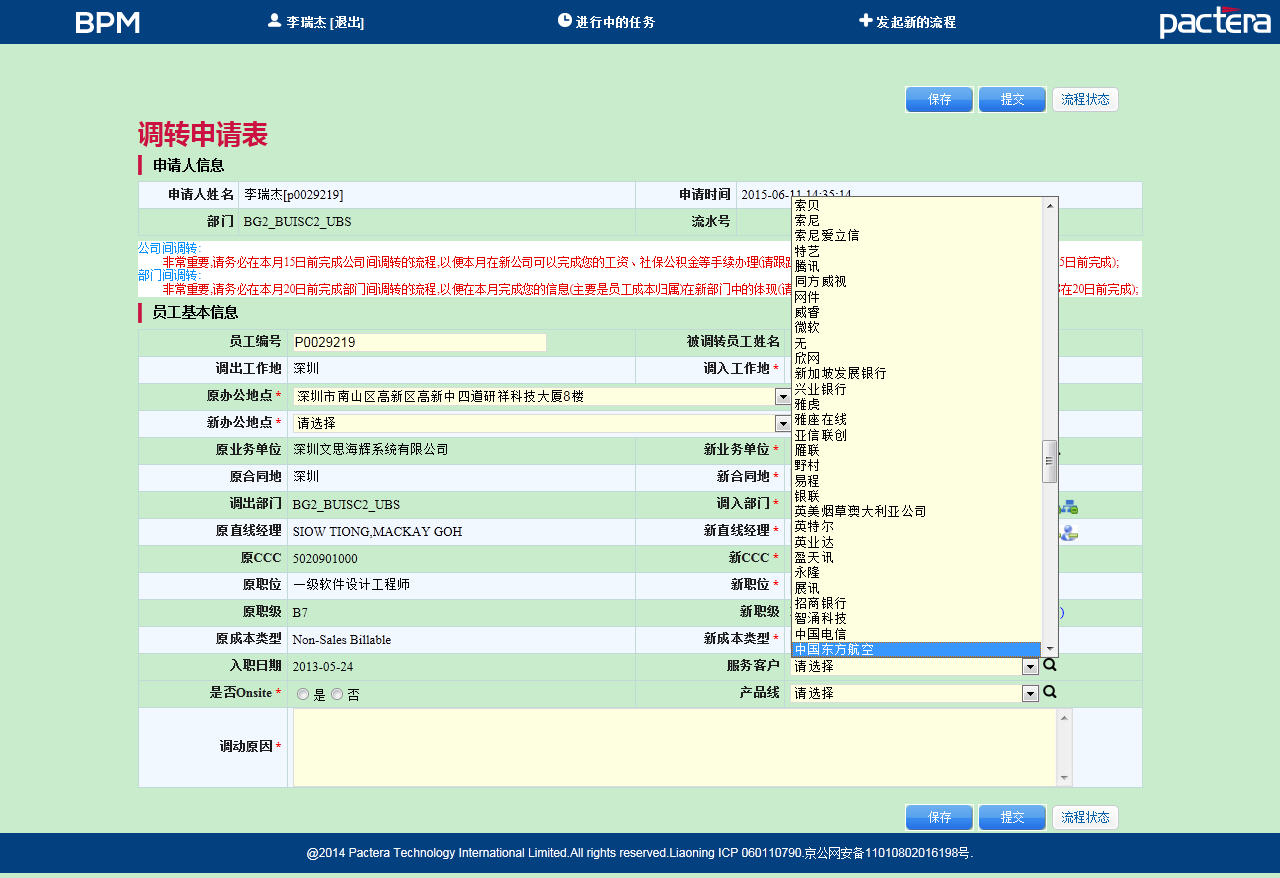 BPM 李瑞杰 [退出] 进行中的任务 发起新的流程 pactera
保存 提交 流程状态
调转申请表
申请人信息
申请人姓名 李瑞杰[p0029219] 申请时间 2015-06-11 14:35:14
部门 BG2_BUISC2_UBS 流水号
公司间调转:
非常重要,请务必在本月15日前完成公司间调转的流程,以便本月在新公司可以完成您的工资、社保公积金等手续办理(请跟踪 5日前完成);
部门间调转:
非常重要,请务必在本月20日前完成部门间调转的流程,以便在本月完成您的信息(主要是员工成本归属)在新部门中的体现(请 在20日前完成);
员工基本信息
员工编号 P0029219 被调转员工姓名
调出工作地 深圳 调入工作地 *
原办公地点 * 深圳市南山区高新区高新中四道研祥科技大厦8楼
新办公地点 * 请选择
原业务单位 深圳文思海辉系统有限公司 新业务单位 *
原合同地 深圳 新合同地 *
调出部门 BG2_BUISC2_UBS 调入部门 *
原直线经理 SIOW TIONG,MACKAY GOH 新直线经理 *
原CCC 5020901000 新CCC *
原职位 一级软件设计工程师 新职位 *
原职级 B7 新职级 )
原成本类型 Non-Sales Billable 新成本类型 *
入职日期 2013-05-24 服务客户 请选择
是否Onsite * 是 否 产品线 请选择
调动原因 *
索贝
索尼
索尼爱立信
特艺
腾讯
同方威视
网件
威睿
微软
无
欣网
新加坡发展银行
兴业银行
雅虎
雅座在线
亚信联创
雁联
野村
易程
银联
英美烟草澳大利亚公司
英特尔
英业达
盈天讯
永隆
展讯
招商银行
智涌科技
中国电信
中国东方航空
保存 提交 流程状态
@2014 Pactera Technology International Limited.All rights reserved.Liaoning ICP 060110790.京公网安备11010802016198号.